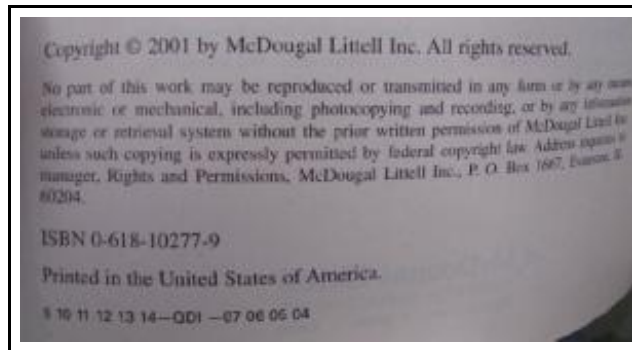 Copyright © 2001 by McDougal Littell Inc. All rights reserved.
No part of this work may be reproduced or transmitted in any form or by any
electronic or mechanical, including photocopying and recording, or by any information
storage or retrieval system without the prior written permission of McDougal Littell Inc.
unless such copying is expressly permitted by federal copyright law. Address inquiries to
manager, Rights and Permissions, McDougal Littell Inc., P. O. Box 1667, Evanston, IL
60204.
ISBN 0-618-10277-9
Printed in the United States of America.
10 11 12 13 14—QDI—07 06 05 04